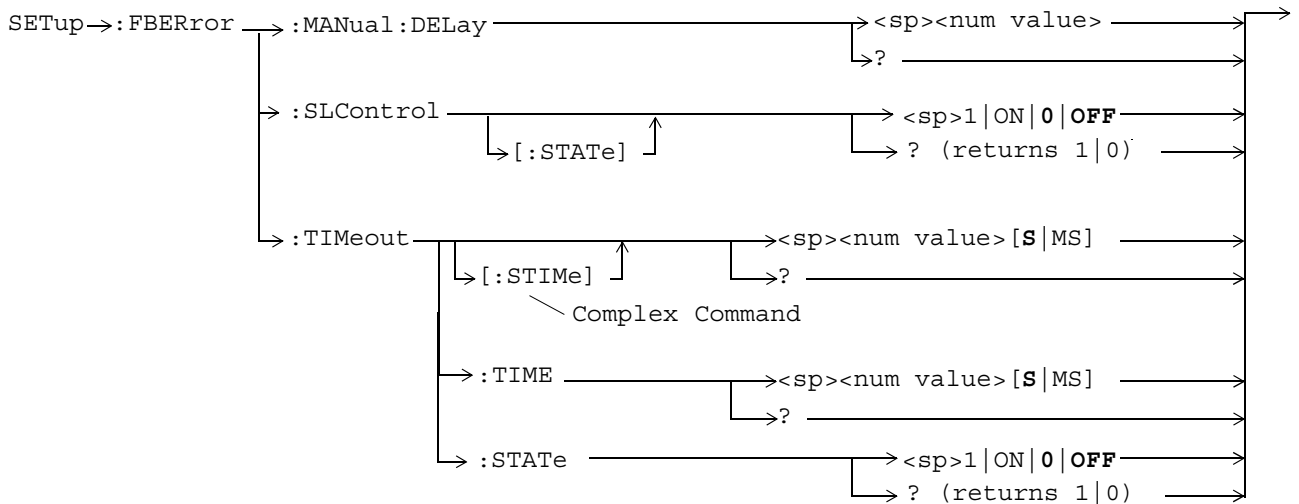 SETup :FBERror :MANual:DELay <sp><num value>
?
:SLControl <sp>1|ON|0|OFF
[:STATe] ? (returns 1|0)
:TIMeout <sp><num value>[S|MS]
[:STIMe] ?
Complex Command
:TIME <sp><num value>[S|MS]
?
:STATe <sp>1|ON|0|OFF
? (returns 1|0)